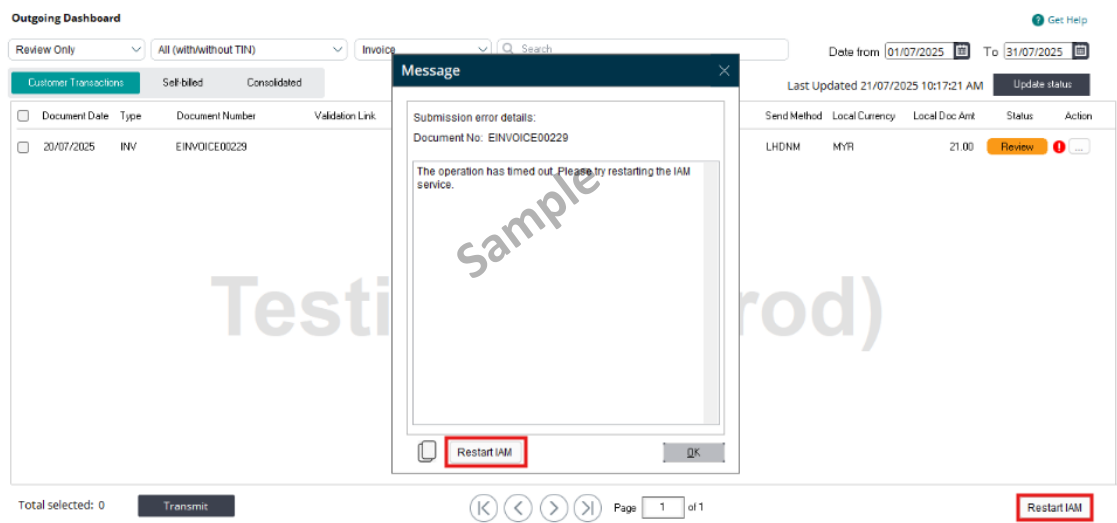 Outgoing Dashboard
Get Help
Review Only
All (with/without TIN)
Invoice
Search
Date from 01/07/2025 To 31/07/2025
Customer Transactions
Self-billed
Consolidated
Last Updated 21/07/2025 10:17:21 AM
Update status
Document Date Type Document Number Validation Link
Send Method Local Currency Local Doc Amt Status Action
20/07/2025 INV EINVOICE00229
LHDNM MYR 21.00 Review ...
Message
Submission error details:
Document No: EINVOICE00229
The operation has timed out. Please try restarting the IAM
service.
Sample
Restart IAM
OK
Testi
rod)
Total selected: 0
Transmit
Page 1 of 1
Restart IAM